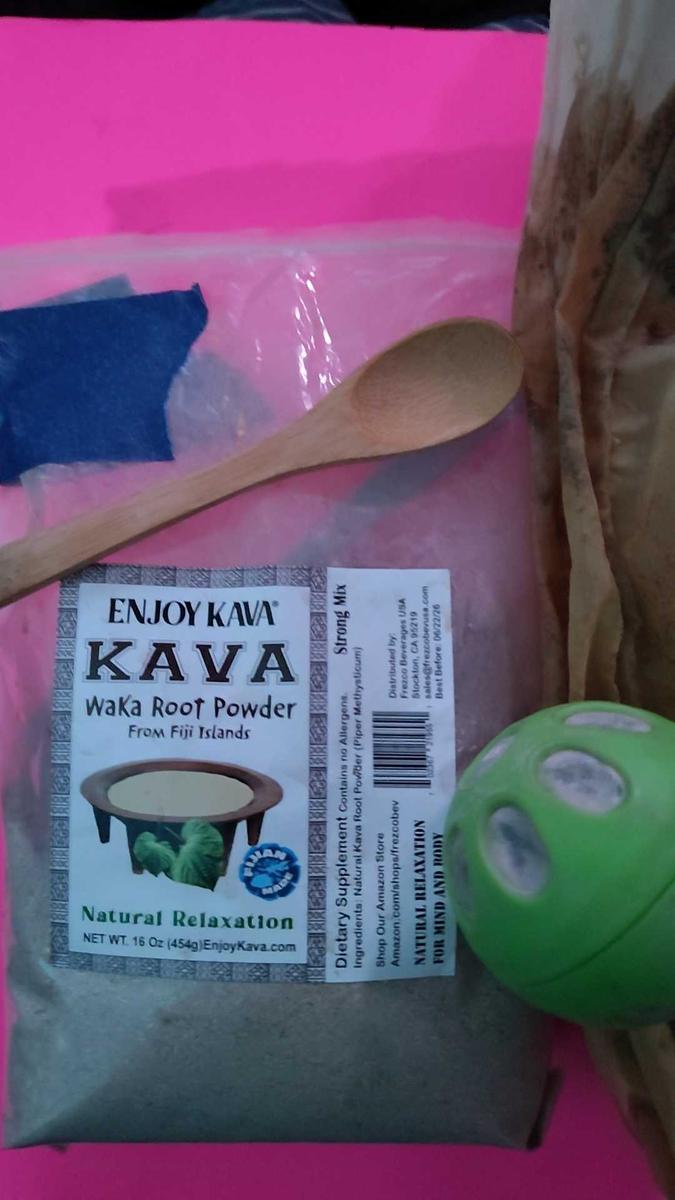 ENJOY KAVA®
KAVA
Waka Root Powder
From Fiji Islands
FIJIAN
MADE
Natural Relaxation
NET WT. 16 Oz (454g)EnjoyKava.com
Dietary Supplement Contains no Allergens. Strong Mix
Ingredients: Natural Kava Root Powder (Piper Methysticum)
Shop Our Amazon Store
Amazon.com/shops/frezcobev
Distributed by:
Frezco Beverages USA
Stockton, CA 95219
sales@frezcobevusa.com
Best Before: 06/22/26
NATURAL RELAXATION
FOR MIND AND BODY